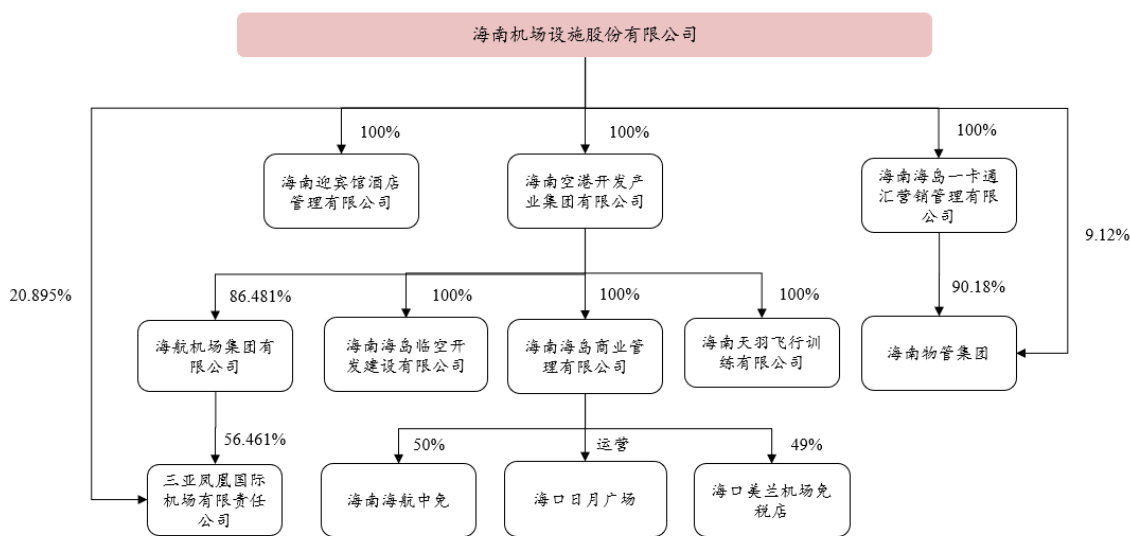 海南机场设施股份有限公司
100%
100%
100%
海南迎宾馆酒店
管理有限公司
海南空港开发产
业集团有限公司
海南海岛一卡通
汇营销管理有限
公司
9.12%
20.895%
86.481%
100%
100%
100%
90.18%
海航机场集团有
限公司
海南海岛临空开
发建设有限公司
海南海岛商业管
理有限公司
海南天羽飞行训
练有限公司
海南物管集团
56.461%
50%
运营
49%
三亚凤凰国际
机场有限责任
公司
海南海航中免
海口日月广场
海口美兰机场免
税店